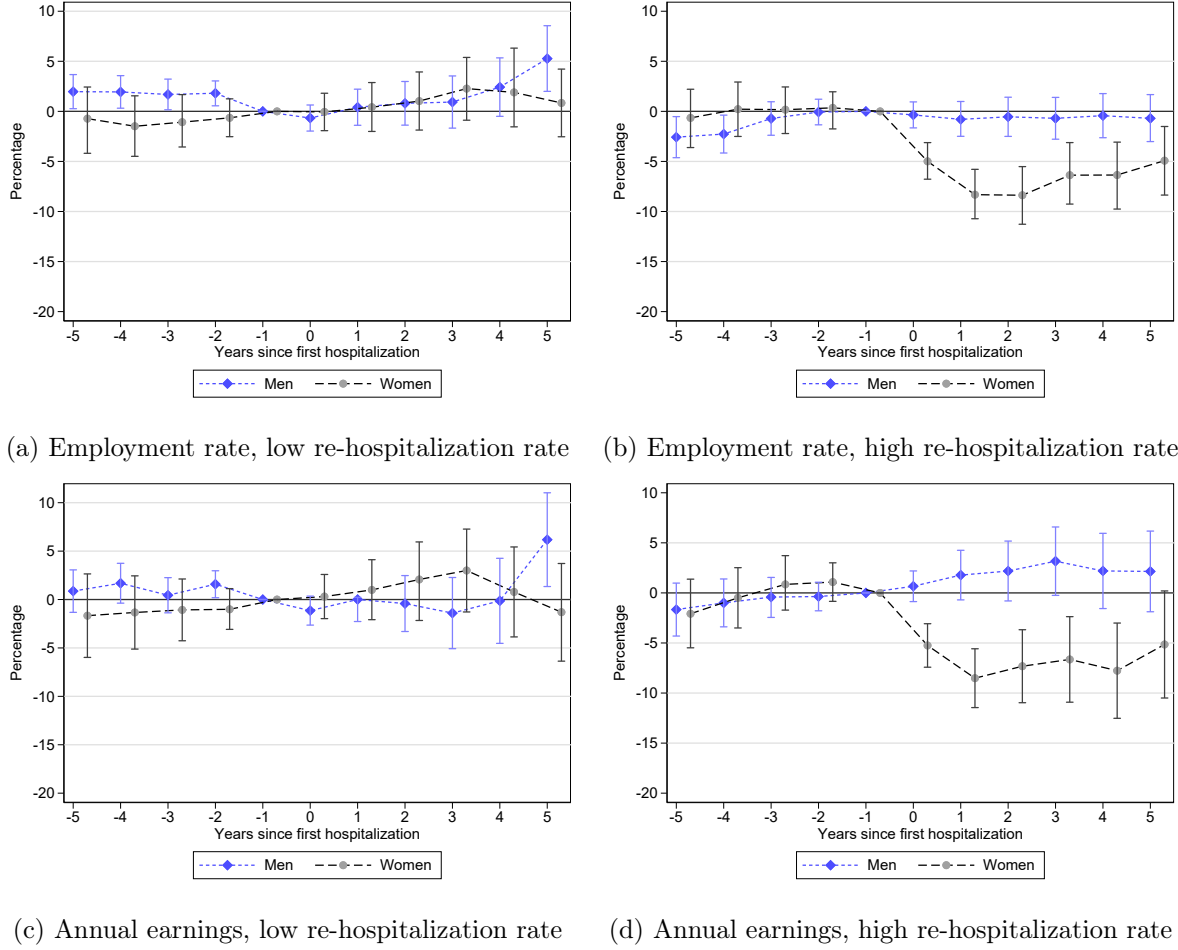 10
5
0
-5
-10
-15
-20
Percentage
-5 -4 -3 -2 -1 0 1 2 3 4 5
Years since first hospitalization
Men Women
(a) Employment rate, low re-hospitalization rate
10
5
0
-5
-10
-15
-20
Percentage
-5 -4 -3 -2 -1 0 1 2 3 4 5
Years since first hospitalization
Men Women
(b) Employment rate, high re-hospitalization rate
10
5
0
-5
-10
-15
-20
Percentage
-5 -4 -3 -2 -1 0 1 2 3 4 5
Years since first hospitalization
Men Women
(c) Annual earnings, low re-hospitalization rate
10
5
0
-5
-10
-15
-20
Percentage
-5 -4 -3 -2 -1 0 1 2 3 4 5
Years since first hospitalization
Men Women
(d) Annual earnings, high re-hospitalization rate